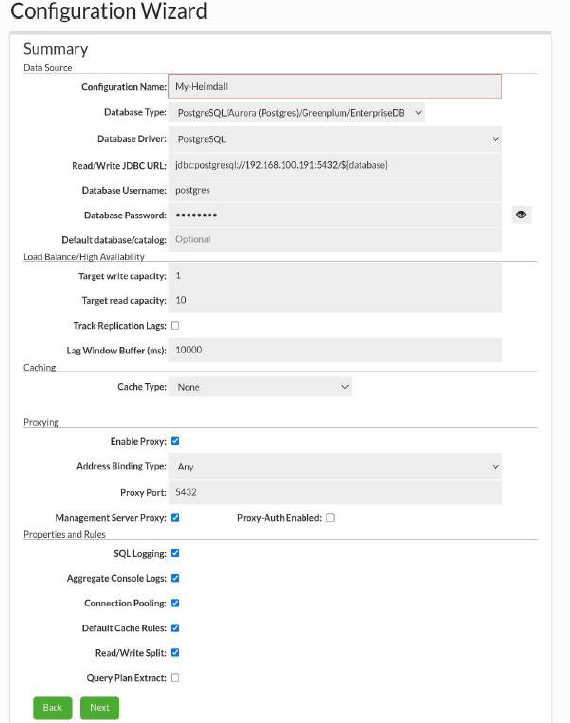 Configuration Wizard
Summary
Data Source
Configuration Name: My-Heimdall
Database Type: PostgreSQL/Aurora (Postgres)/Greenplum/EnterpriseDB
Database Driver: PostgreSQL
Read/Write JDBC URL: jdbc:postgresql://192.168.100.191:5432/${database}
Database Username: postgres
Database Password: ••••••••
Default database/catalog: Optional
Load Balance/High Availability
Target write capacity: 1
Target read capacity: 10
Track Replication Lags:
Lag Window Buffer (ms): 10000
Caching
Cache Type: None
Proxying
Enable Proxy:
Address Binding Type: Any
Proxy Port: 5432
Management Server Proxy: Proxy-Auth Enabled:
Properties and Rules
SQL Logging:
Aggregate Console Logs:
Connection Pooling:
Default Cache Rules:
Read/Write Split:
Query Plan Extract:
Back Next